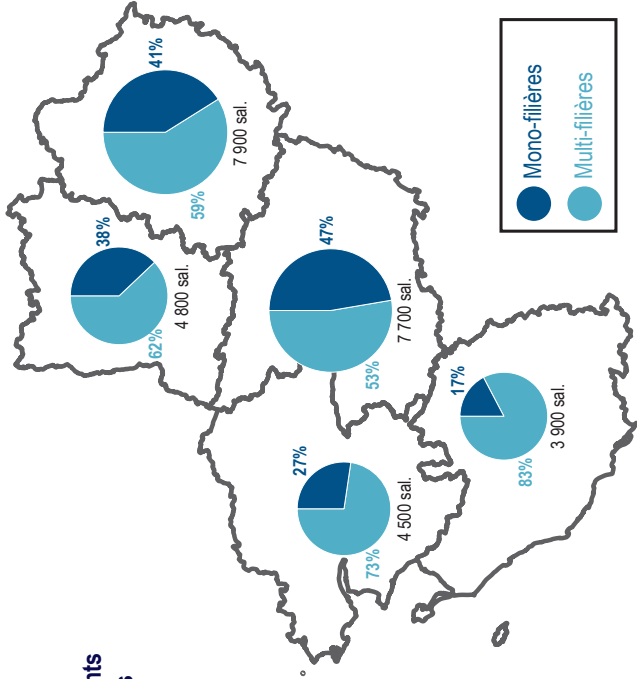 nts
s
38%
62%
4 800 sal.
41%
59%
7 900 sal.
27%
73%
4 500 sal.
47%
53%
7 700 sal.
17%
83%
3 900 sal.
Mono-filières
Multi-filières